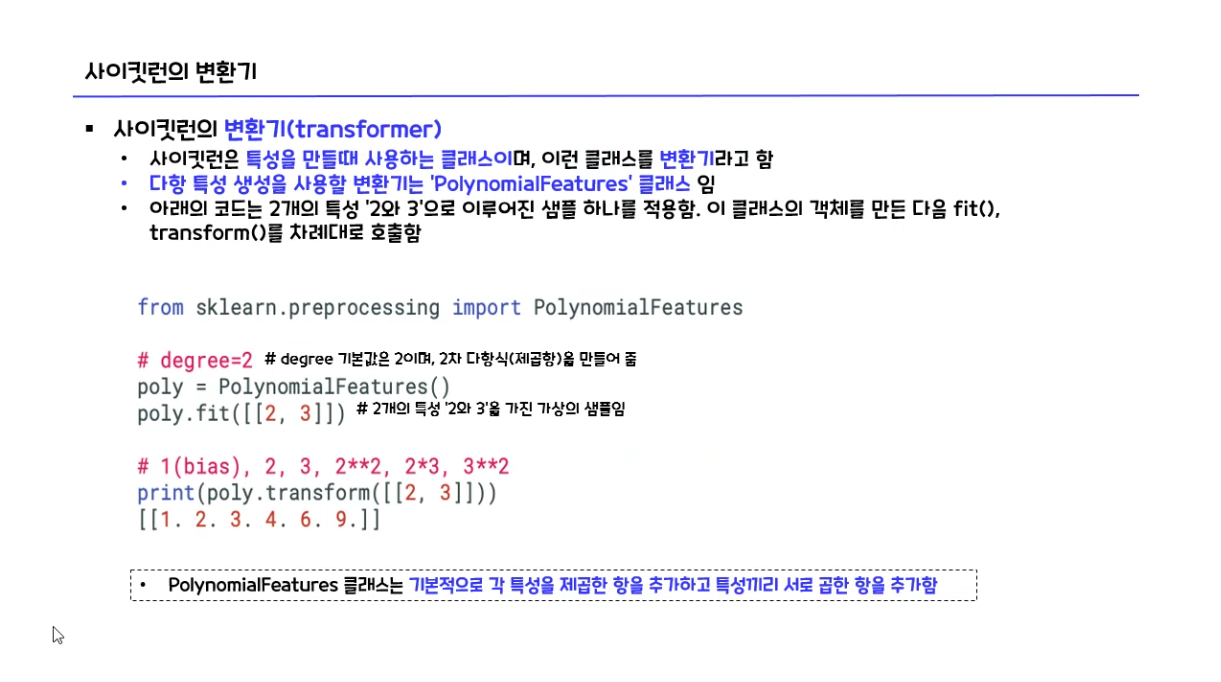 사이킷런의 변환기
▪ 사이킷런의 변환기(transformer)
• 사이킷런은 특성을 만들때 사용하는 클래스이며, 이런 클래스를 변환기라고 함
• 다항 특성 생성을 사용할 변환기는 'PolynomialFeatures' 클래스 임
• 아래의 코드는 2개의 특성 '2와 3'으로 이루어진 샘플 하나를 적용함. 이 클래스의 객체를 만든 다음 fit(),
transform()를 차례대로 호출함
from sklearn.preprocessing import PolynomialFeatures
# degree=2 # degree 기본값은 2이며, 2차 다항식(제곱항)을 만들어 줌
poly = PolynomialFeatures()
poly.fit([[2, 3]]) # 2개의 특성 '2와 3'을 가진 가상의 샘플임
# 1(bias), 2, 3, 2**2, 2*3, 3**2
print(poly.transform([[2, 3]]))
[[1. 2. 3. 4. 6. 9.]]
• PolynomialFeatures 클래스는 기본적으로 각 특성을 제곱한 항을 추가하고 특성끼리 서로 곱한 항을 추가함